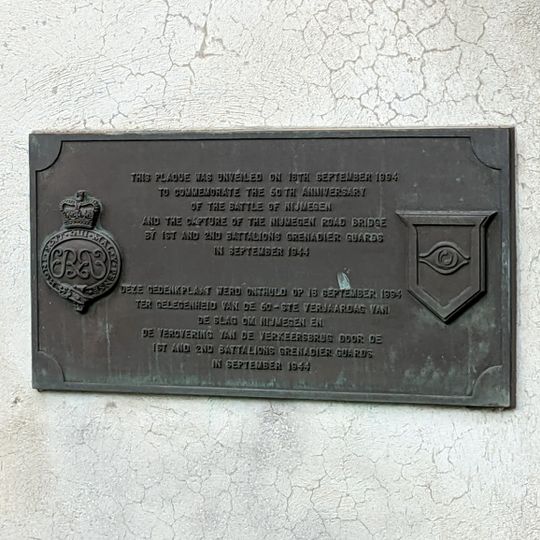 THIS PLAQUE WAS UNVEILED ON 18TH SEPTEMBER 1994
TO COMMEMORATE THE 50TH ANNIVERSARY
OF THE BATTLE OF NIJMEGEN
AND THE CAPTURE OF THE NIJMEGEN ROAD BRIDGE
BY 1ST AND 2ND BATTALIONS GRENADIER GUARDS
IN SEPTEMBER 1944
DEZE GEDENKPLAAT WERD ONTHULD OP 18 SEPTEMBER 1994
TER GELEGENHEID VAN DE 50-STE VERJAARDAG VAN
DE SLAG OM NIJMEGEN EN
DE VEROVERING VAN DE VERKEERSBRUG DOOR DE
1ST AND 2ND BATTALIONS GRENADIER GUARDS
IN SEPTEMBER 1944